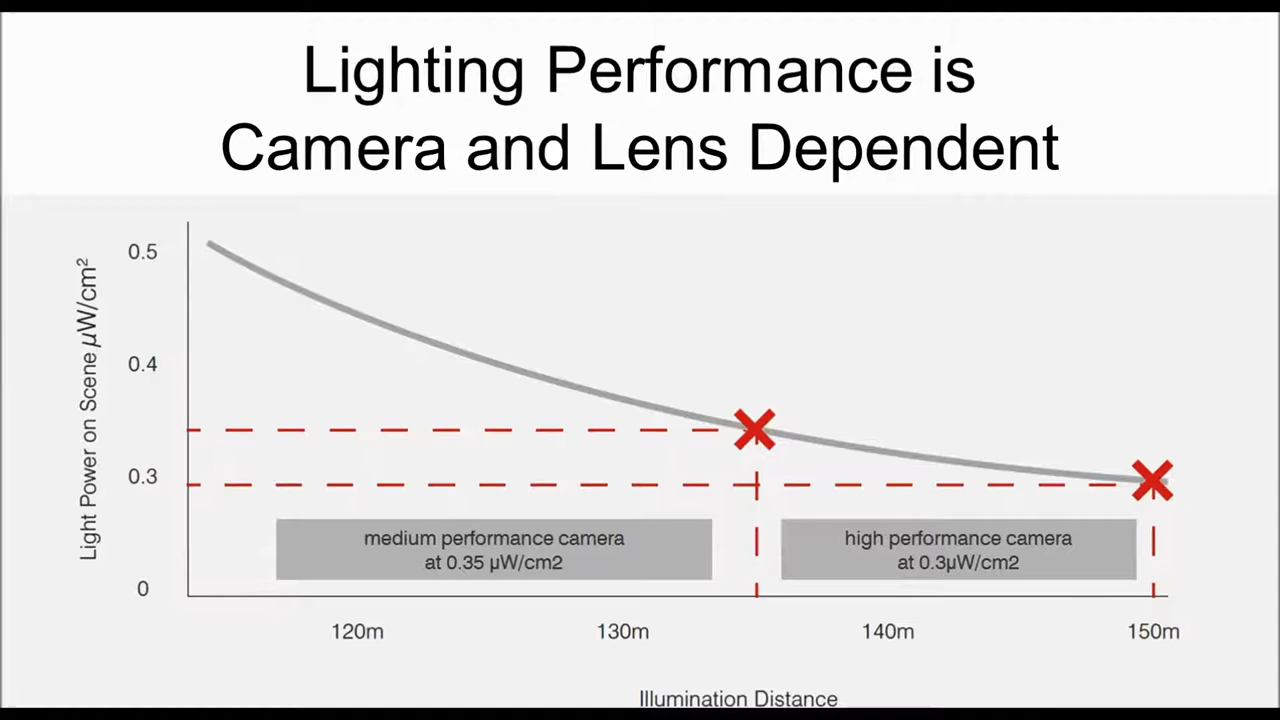 Lighting Performance is
Camera and Lens Dependent
Light Power on Scene µW/cm²
0.5
0.4
0.3
0
medium performance camera
at 0.35 µW/cm2
high performance camera
at 0.3µW/cm2
120m
130m
140m
150m
Illumination Distance